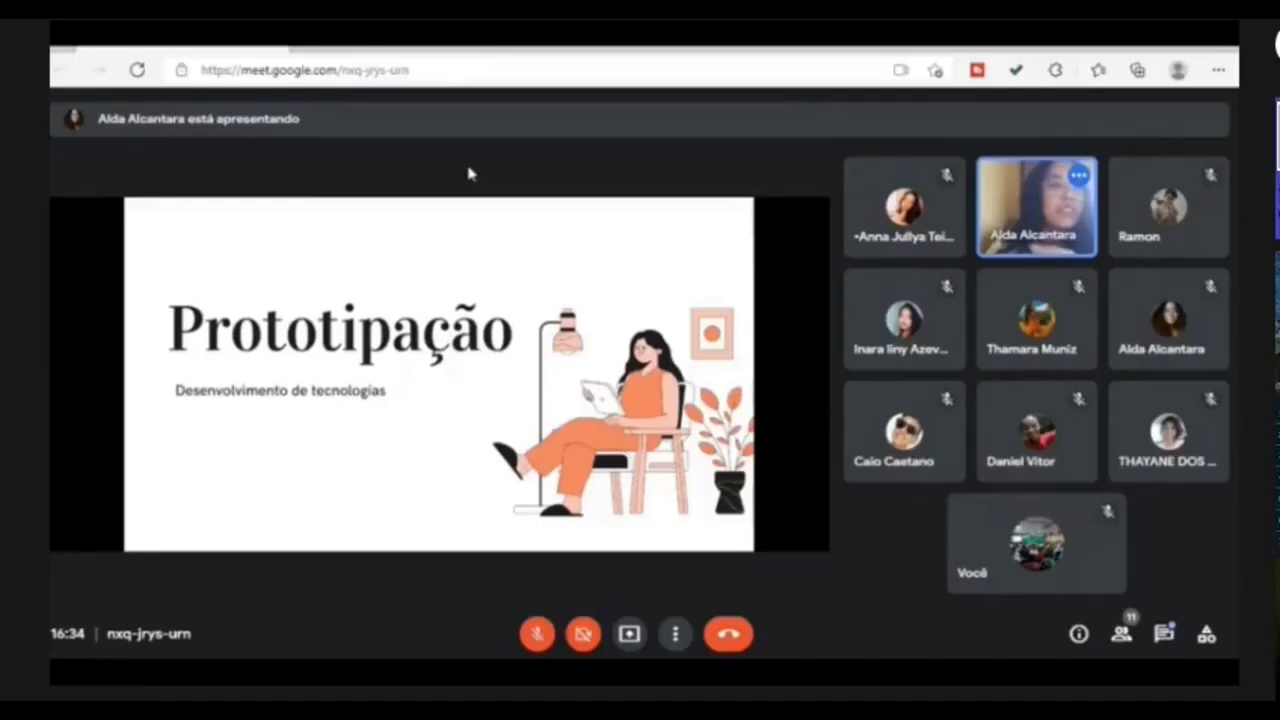 https://meet.google.com/nxq-jrys-urn
Alda Alcantara está apresentando
Prototipação
Desenvolvimento de tecnologias
•Anna Jullya Tei...
Alda Alcantara
Ramon
Inara liny Azev...
Thamara Muniz
Alda Alcantara
Caio Caetano
Daniel Vitor
THAYANE DOS ...
Você
16:34 | nxq-jrys-urn
11